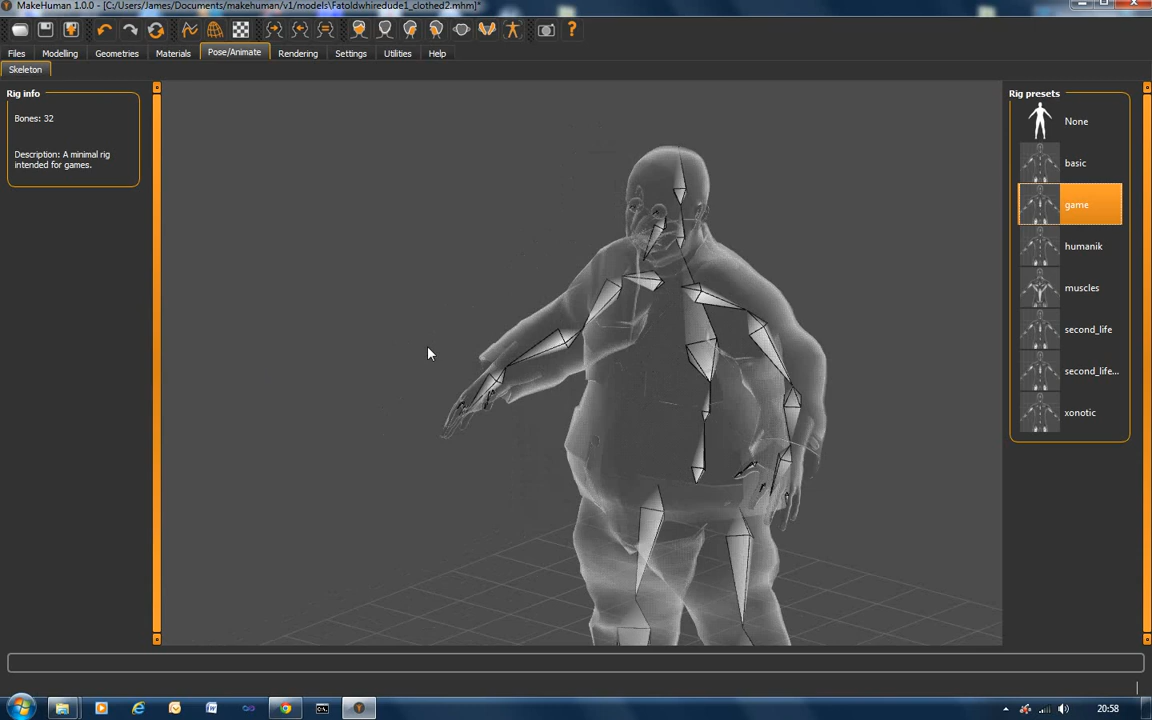 MakeHuman 1.0.0 - [C:/Users/James/Documents/makehuman/v1/models\Fatoldwhiredude1_clothed2.mhm]*
Files
Modelling
Geometries
Materials
Pose/Animate
Rendering
Settings
Utilities
Help
Skeleton
Rig info
Bones: 32
Description: A minimal rig
intended for games.
Rig presets
None
basic
game
humanik
muscles
second_life
second_life...
xonotic
20:58